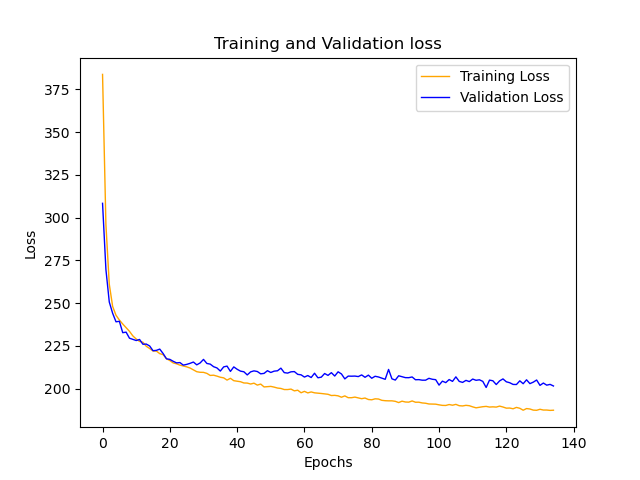 Training and Validation loss
Training Loss
Validation Loss
375
350
325
300
275
250
225
200
Loss
0 20 40 60 80 100 120 140
Epochs